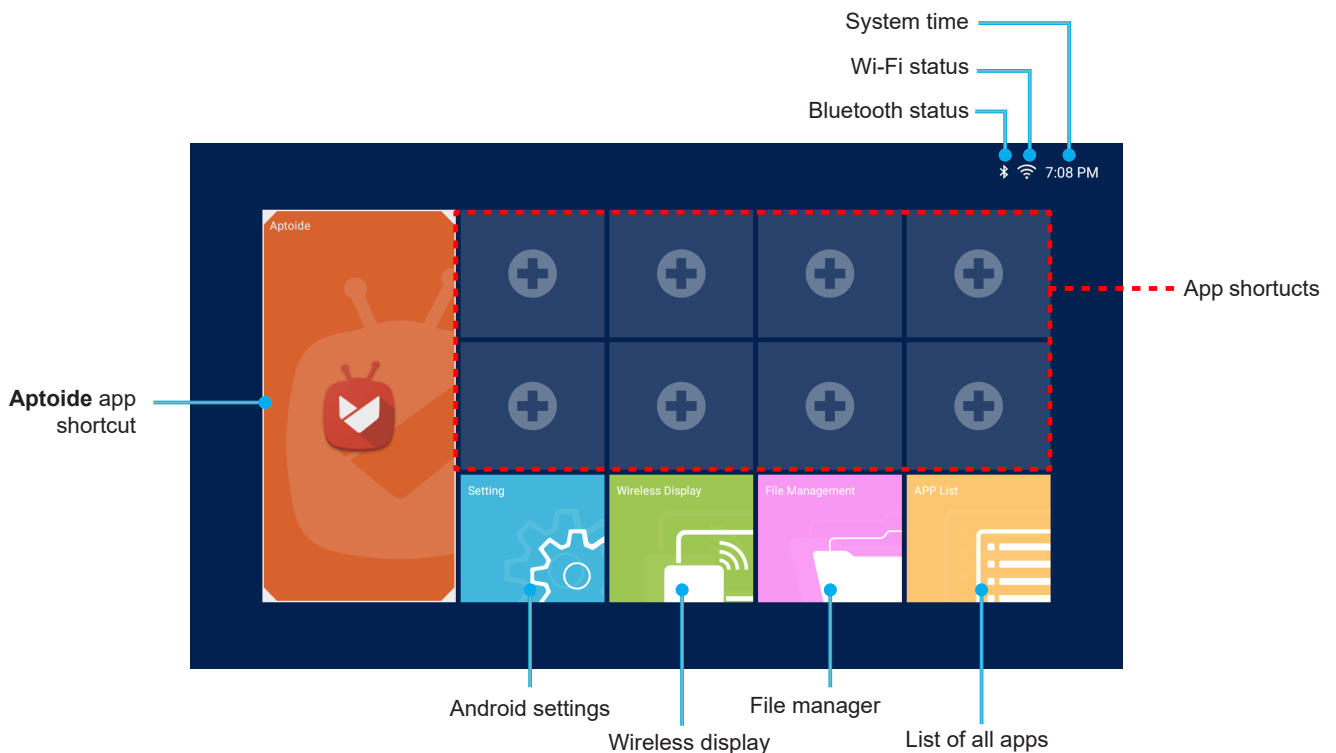 System time
Wi-Fi status
Bluetooth status
7:08 PM
Aptoide
App shortucts
Aptoide app
shortcut
Setting
Wireless Display
File Management
APP List
Android settings
File manager
Wireless display
List of all apps